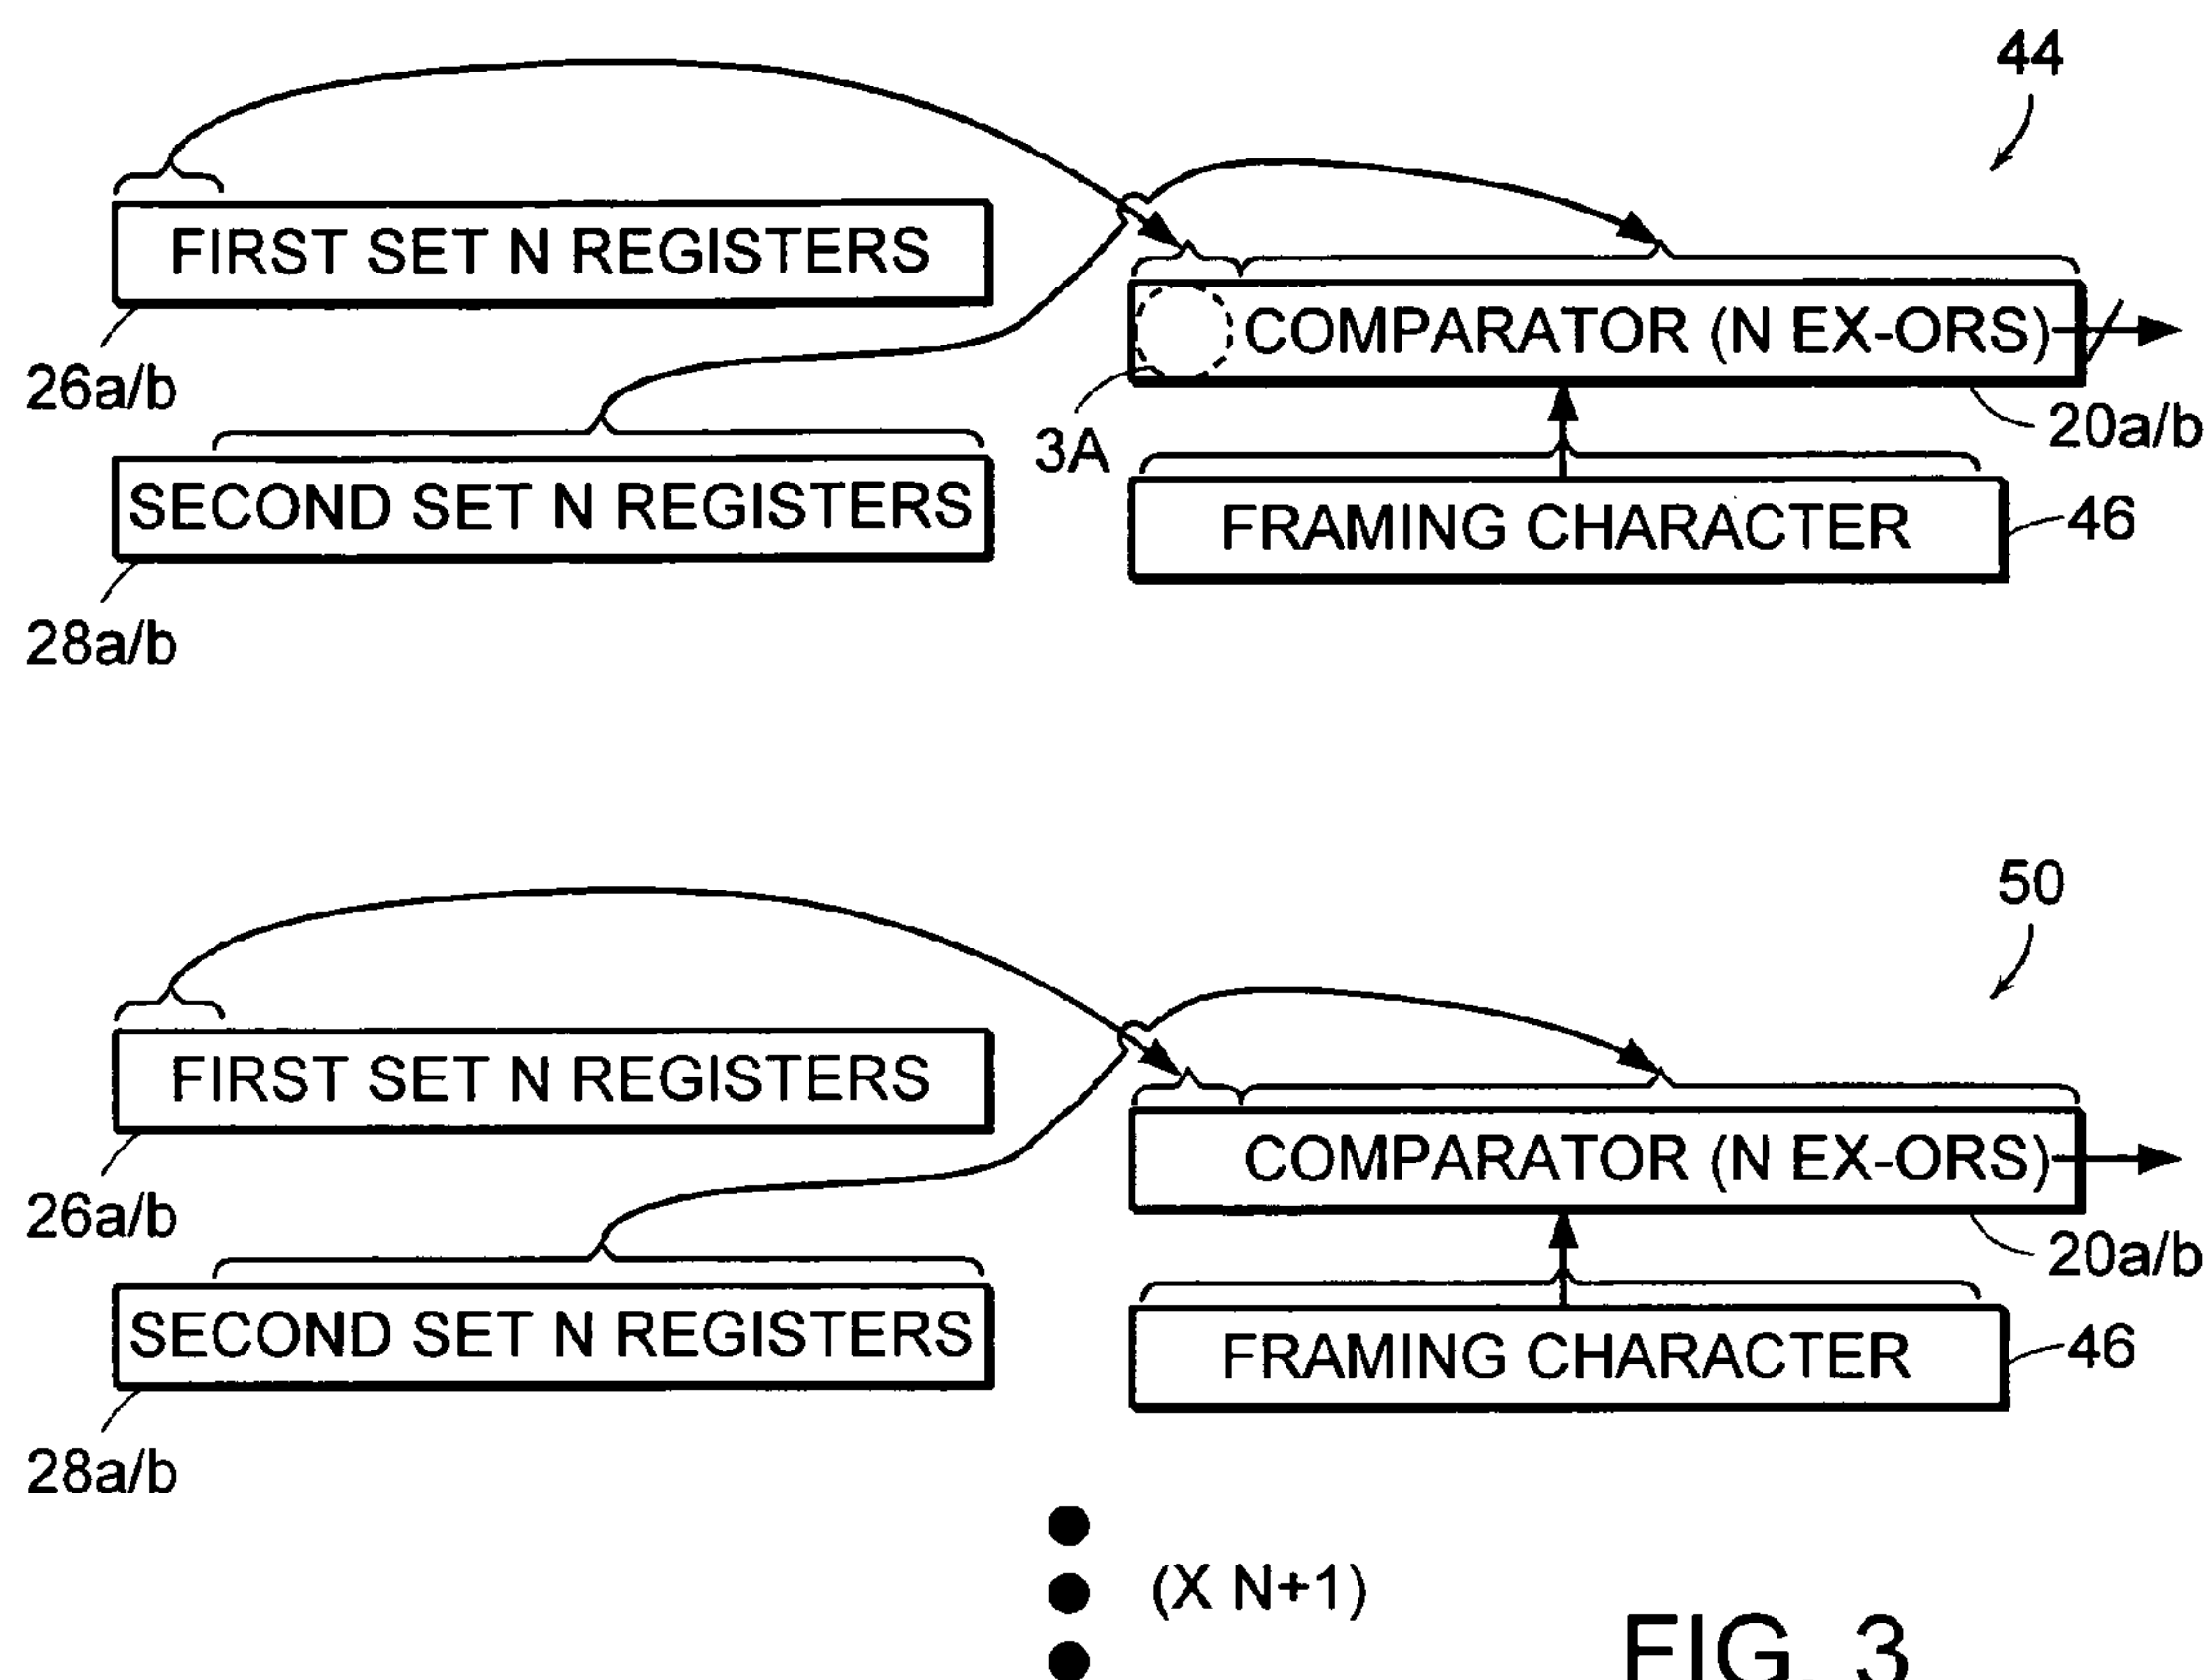 44
FIRST SET N REGISTERS
26a/b
COMPARATOR (N EX-ORS)
20a/b
3A
SECOND SET N REGISTERS
28a/b
FRAMING CHARACTER
46
50
FIRST SET N REGISTERS
26a/b
COMPARATOR (N EX-ORS)
20a/b
SECOND SET N REGISTERS
28a/b
FRAMING CHARACTER
46
(X N+1)
FIG. 3